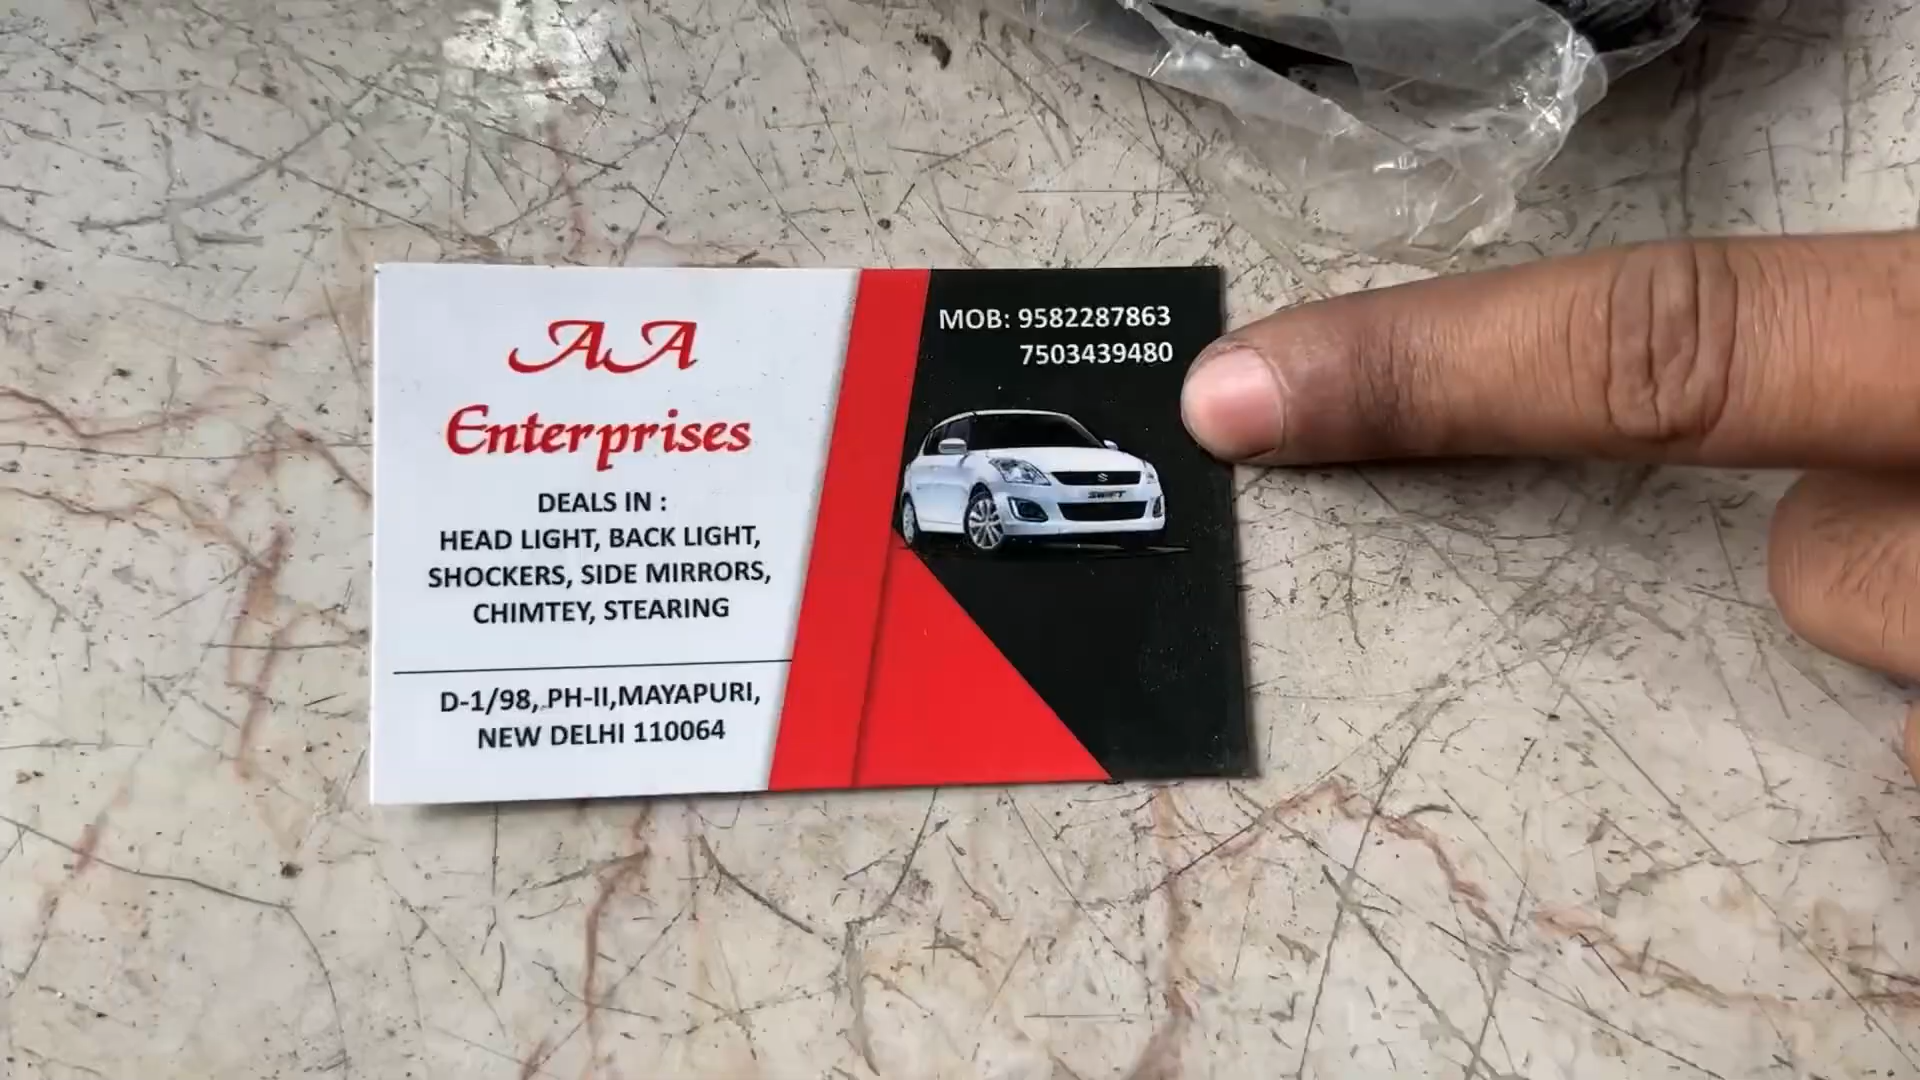 AA
Enterprises
DEALS IN :
HEAD LIGHT, BACK LIGHT,
SHOCKERS, SIDE MIRRORS,
CHIMTEY, STEARING
D-1/98, PH-II,MAYAPURI,
NEW DELHI 110064
MOB: 9582287863
7503439480
SWIFT